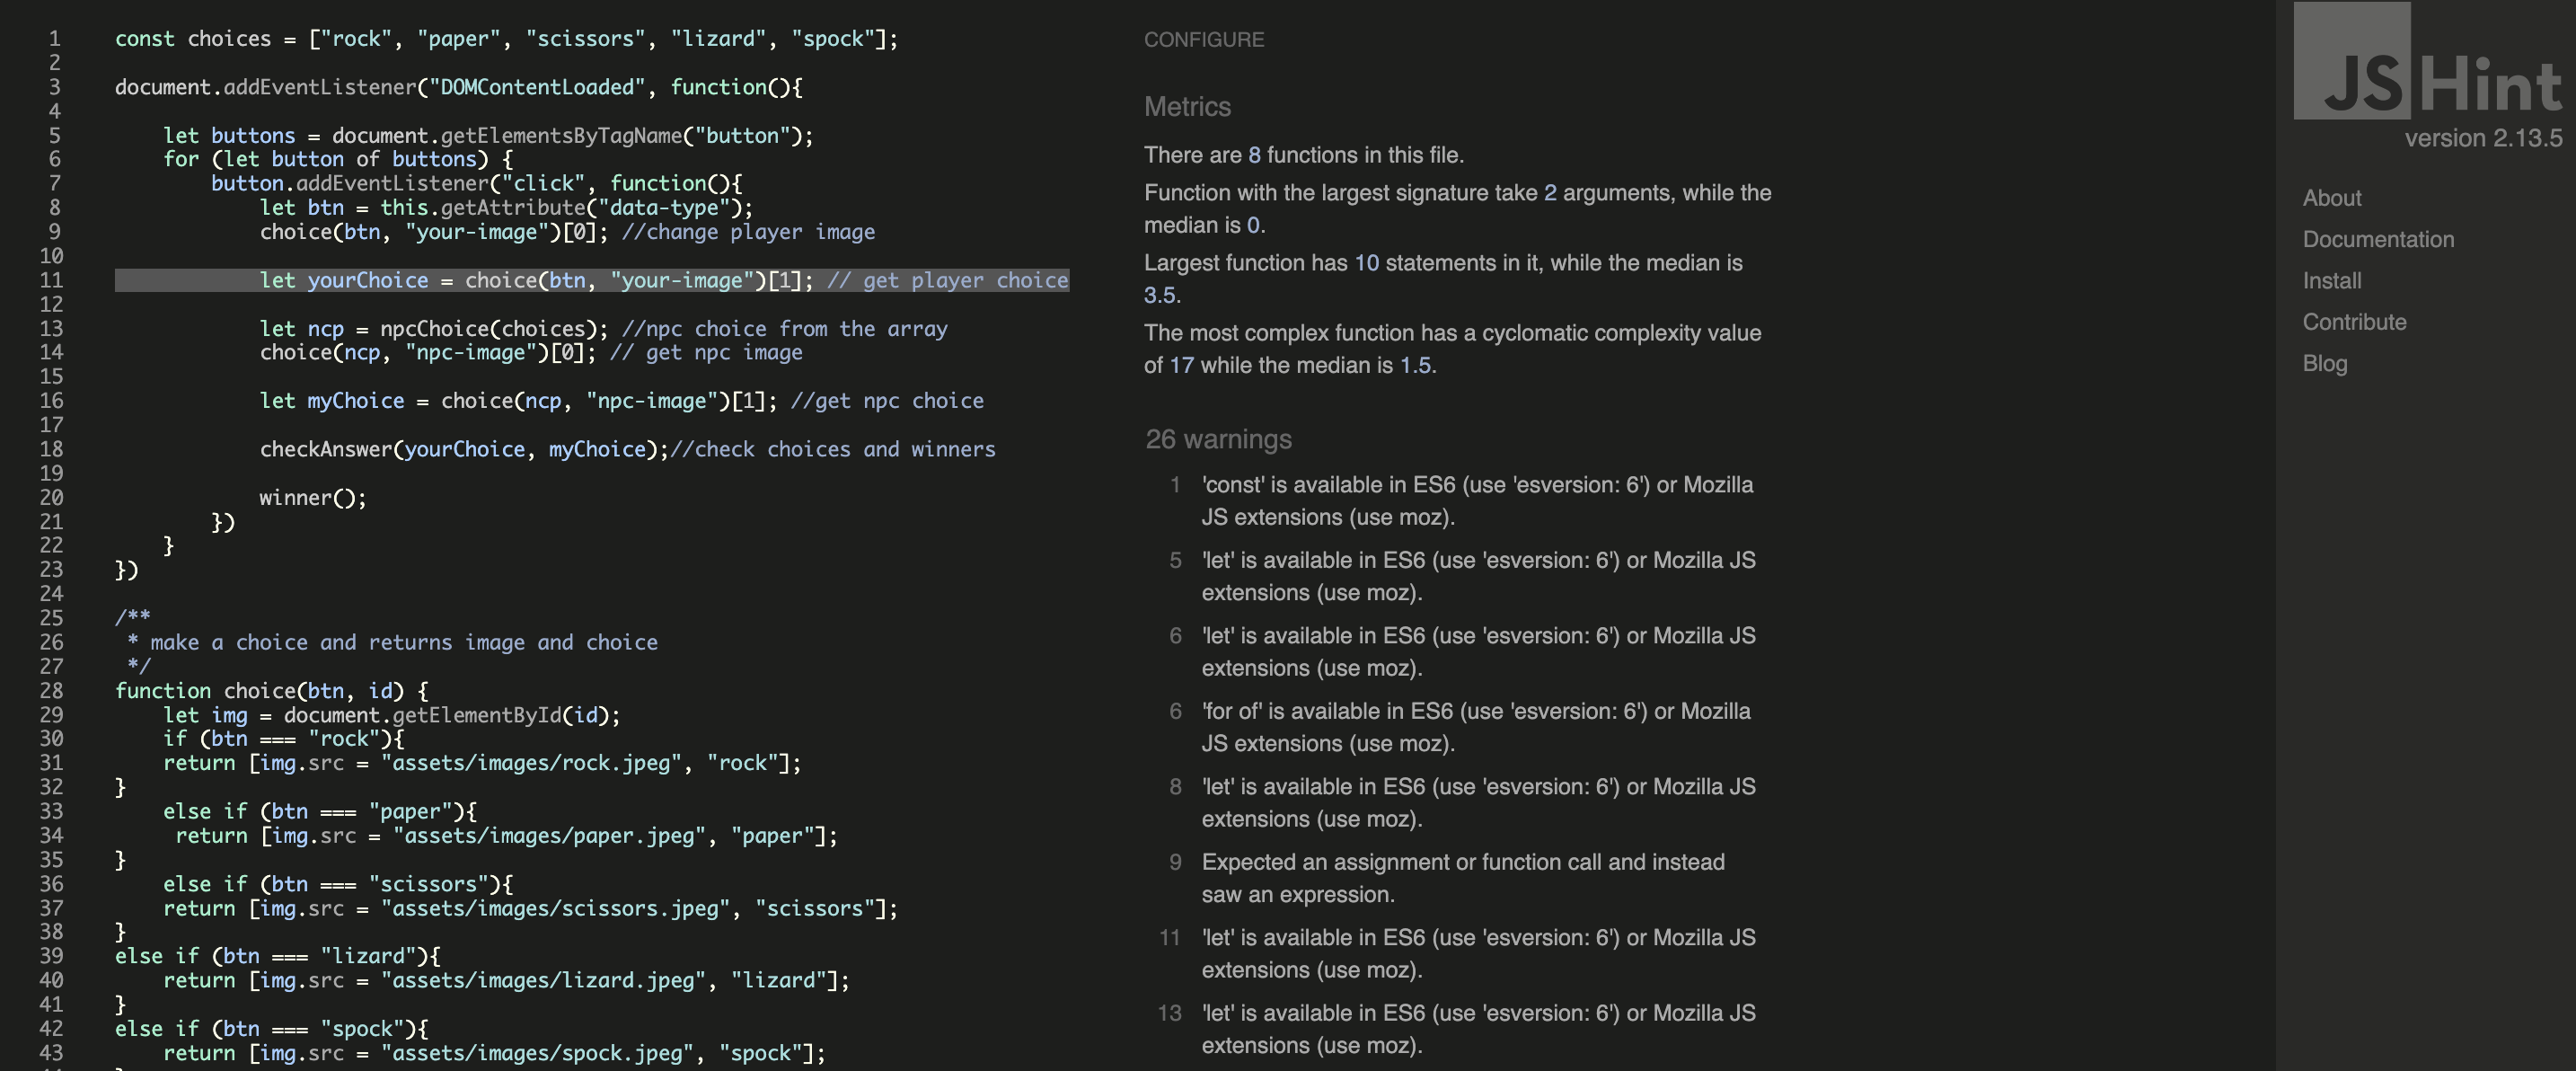 1 const choices = ["rock", "paper", "scissors", "lizard", "spock"];
2
3 document.addEventListener("DOMContentLoaded", function(){
4
5 let buttons = document.getElementsByTagName("button");
6 for (let button of buttons) {
7 button.addEventListener("click", function(){
8 let btn = this.getAttribute("data-type");
9 choice(btn, "your-image")[0]; //change player image
10
11 let yourChoice = choice(btn, "your-image")[1]; // get player choice
12
13 let ncp = npcChoice(choices); //npc choice from the array
14 choice(ncp, "npc-image")[0]; // get npc image
15
16 let myChoice = choice(ncp, "npc-image")[1]; //get npc choice
17
18 checkAnswer(yourChoice, myChoice);//check choices and winners
19
20 winner();
21 })
22 }
23 })
24
25 /**
26 * make a choice and returns image and choice
27 */
28 function choice(btn, id) {
29 let img = document.getElementById(id);
30 if (btn === "rock"){
31 return [img.src = "assets/images/rock.jpeg", "rock"];
32 }
33 else if (btn === "paper"){
34 return [img.src = "assets/images/paper.jpeg", "paper"];
35 }
36 else if (btn === "scissors"){
37 return [img.src = "assets/images/scissors.jpeg", "scissors"];
38 }
39 else if (btn === "lizard"){
40 return [img.src = "assets/images/lizard.jpeg", "lizard"];
41 }
42 else if (btn === "spock"){
43 return [img.src = "assets/images/spock.jpeg", "spock"];
CONFIGURE
Metrics
There are 8 functions in this file.
Function with the largest signature take 2 arguments, while the
median is 0.
Largest function has 10 statements in it, while the median is
3.5.
The most complex function has a cyclomatic complexity value
of 17 while the median is 1.5.
26 warnings
1 'const' is available in ES6 (use 'esversion: 6') or Mozilla
JS extensions (use moz).
5 'let' is available in ES6 (use 'esversion: 6') or Mozilla JS
extensions (use moz).
6 'let' is available in ES6 (use 'esversion: 6') or Mozilla JS
extensions (use moz).
6 'for of' is available in ES6 (use 'esversion: 6') or Mozilla
JS extensions (use moz).
8 'let' is available in ES6 (use 'esversion: 6') or Mozilla JS
extensions (use moz).
9 Expected an assignment or function call and instead
saw an expression.
11 'let' is available in ES6 (use 'esversion: 6') or Mozilla JS
extensions (use moz).
13 'let' is available in ES6 (use 'esversion: 6') or Mozilla JS
extensions (use moz).
JSHint
version 2.13.5
About
Documentation
Install
Contribute
Blog